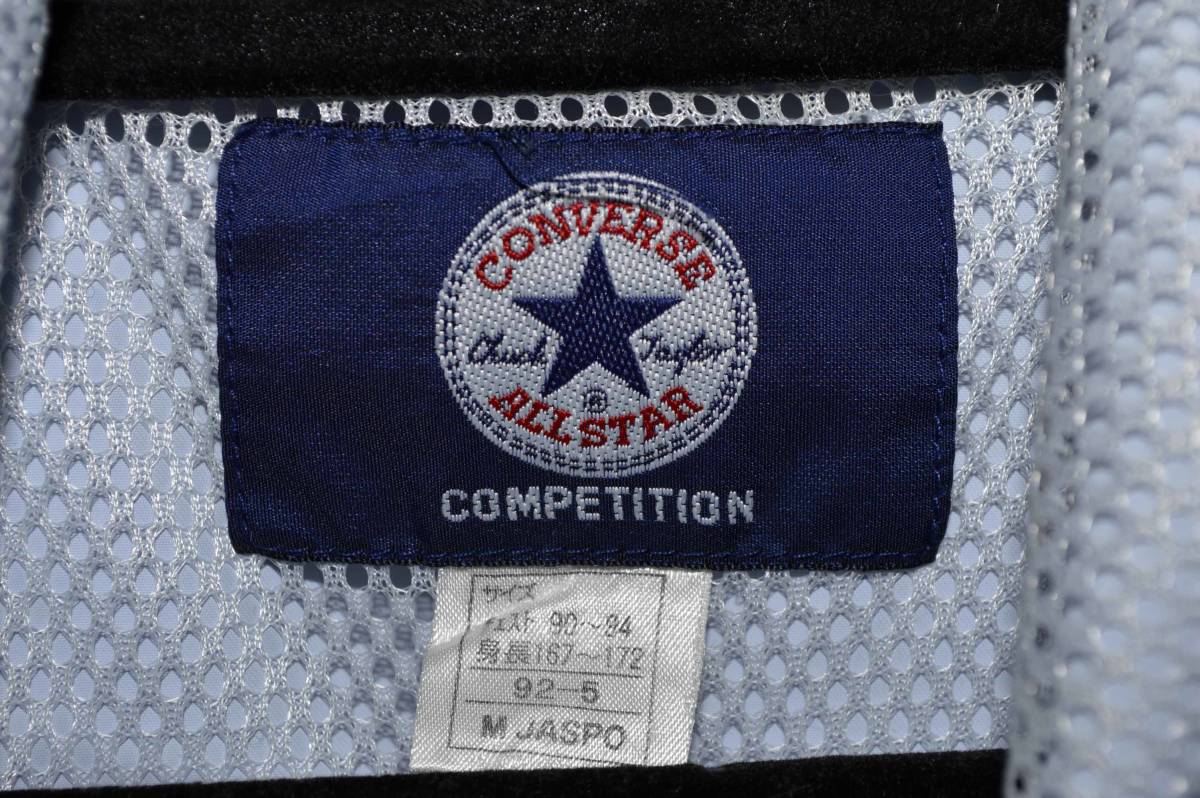 CONVERSE
Chuck Taylor
®
ALL STAR
COMPETITION
サイズ
チェスト 90～94
身長167～172
92-5
M JASPO